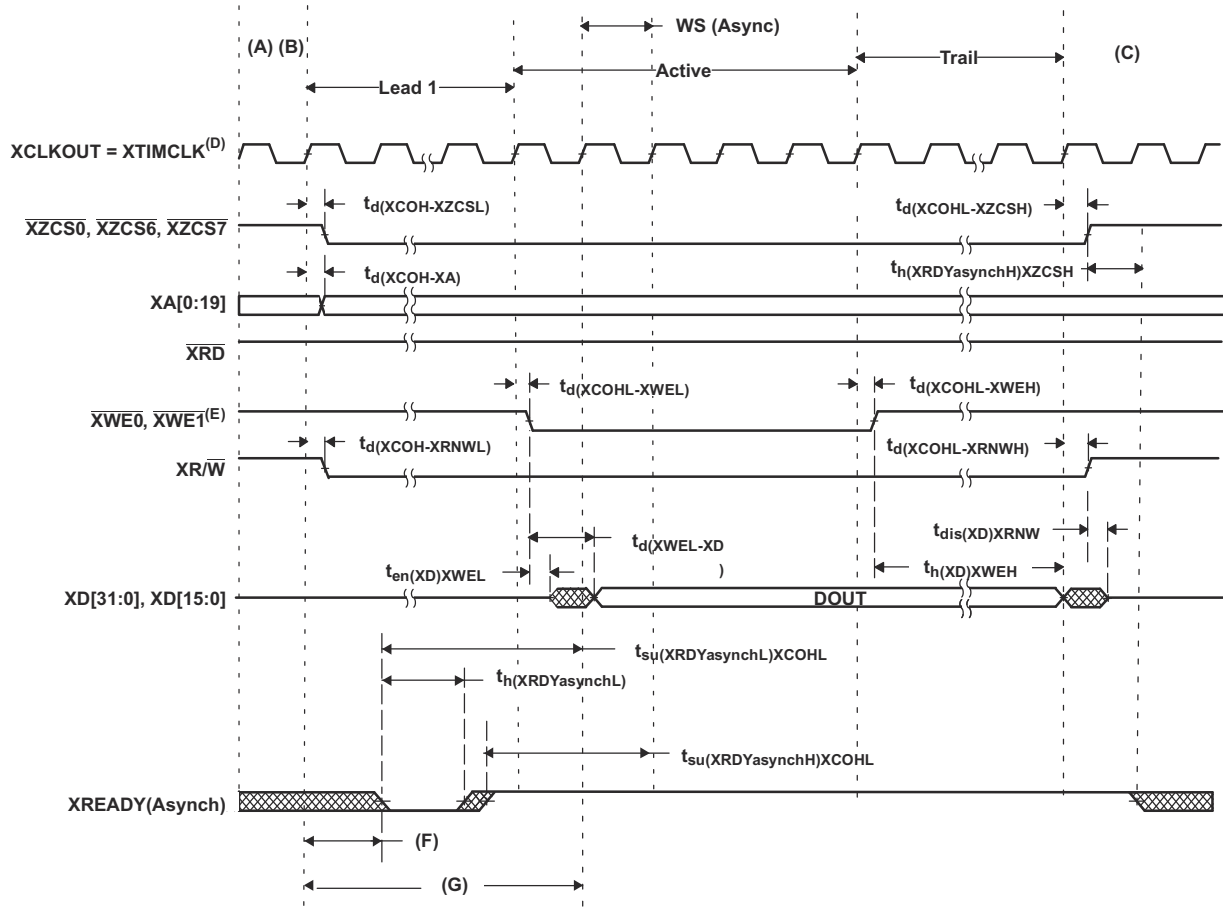 WS (Async)
(A) (B)
(C)
Trail
Active
Lead 1
XCLKOUT = XTIMCLK(D)
td(XCOH-XZCSL)
td(XCOHL-XZCSH)
XZCS0, XZCS6, XZCS7
td(XCOH-XA)
th(XRDYasynchH)XZCSH
XA[0:19]
XRD
td(XCOHL-XWEL)
td(XCOHL-XWEH)
XWE0, XWE1(E)
td(XCOH-XRNWL)
td(XCOHL-XRNWH)
XR/W
tdis(XD)XRNW
td(XWEL-XD
)
ten(XD)XWEL
th(XD)XWEH
XD[31:0], XD[15:0]
DOUT
tsu(XRDYasynchL)XCOHL
th(XRDYasynchL)
tsu(XRDYasynchH)XCOHL
XREADY(Asynch)
(F)
(G)